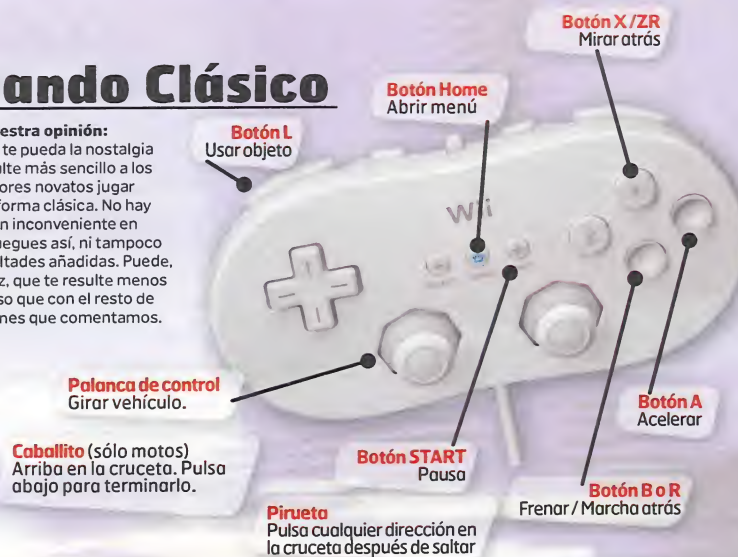 ando Clásico
estra opinión:
te pueda la nostalgia
ulte más sencillo a los
ores novatos jugar
forma clásica. No hay
n inconveniente en
uegues así, ni tampoco
ltades añadidas. Puede,
z, que te resulte menos
so que con el resto de
nes que comentamos.
Botón L
Usar objeto
Botón Home
Abrir menú
Botón X / ZR
Mirar atrás
Wii
Palanca de control
Girar vehículo.
Caballito (sólo motos)
Arriba en la cruceta. Pulsa
abajo para terminarlo.
Botón START
Pausa
Botón A
Acelerar
Botón B o R
Frenar / Marcha atrás
Pirueta
Pulsa cualquier dirección en
la cruceta después de saltar